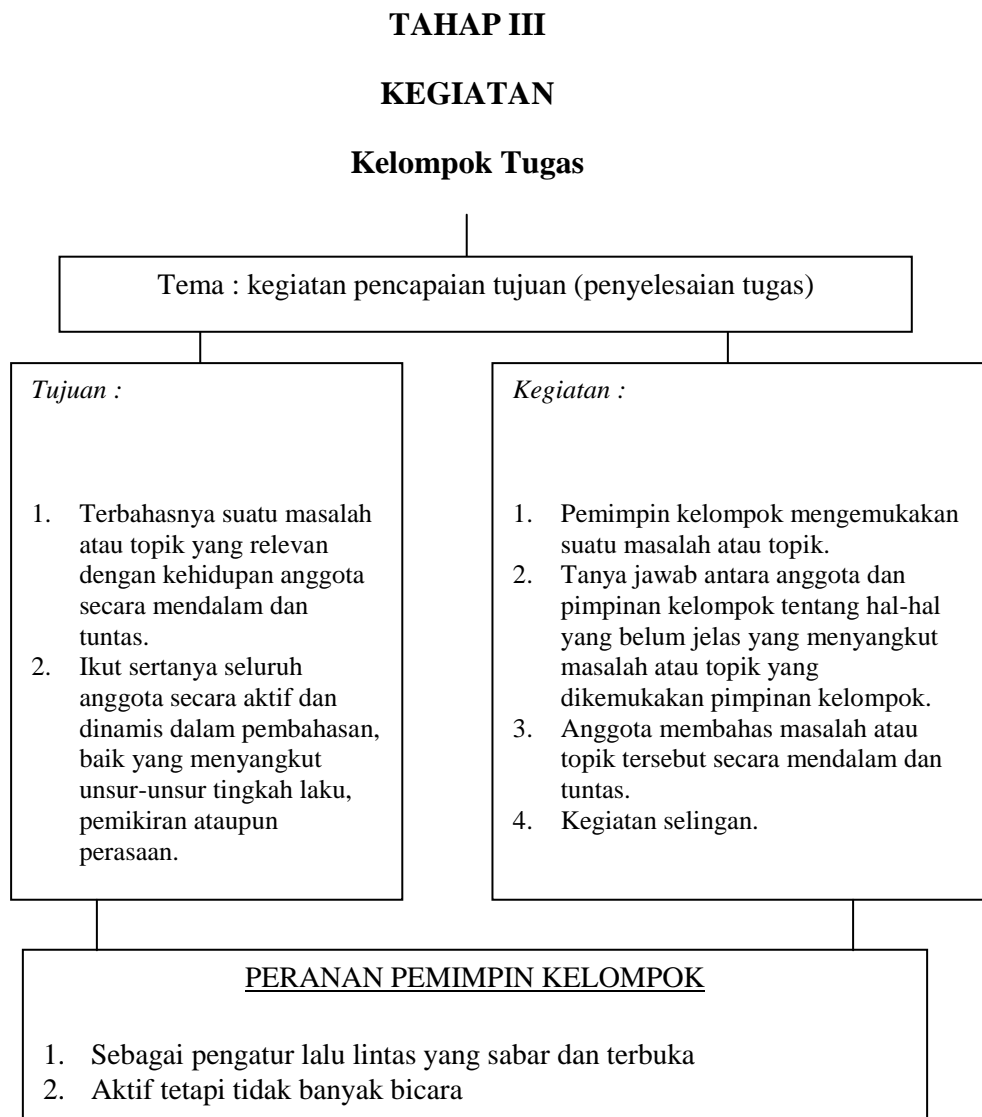 TAHAP III
KEGIATAN
Kelompok Tugas
Tema : kegiatan pencapaian tujuan (penyelesaian tugas)
Tujuan :
1. Terbahasnya suatu masalah
atau topik yang relevan
dengan kehidupan anggota
secara mendalam dan
tuntas.
2. Ikut sertanya seluruh
anggota secara aktif dan
dinamis dalam pembahasan,
baik yang menyangkut
unsur-unsur tingkah laku,
pemikiran ataupun
perasaan.
Kegiatan :
1. Pemimpin kelompok mengemukakan
suatu masalah atau topik.
2. Tanya jawab antara anggota dan
pimpinan kelompok tentang hal-hal
yang belum jelas yang menyangkut
masalah atau topik yang
dikemukakan pimpinan kelompok.
3. Anggota membahas masalah atau
topik tersebut secara mendalam dan
tuntas.
4. Kegiatan selingan.
PERANAN PEMIMPIN KELOMPOK
1. Sebagai pengatur lalu lintas yang sabar dan terbuka
2. Aktif tetapi tidak banyak bicara